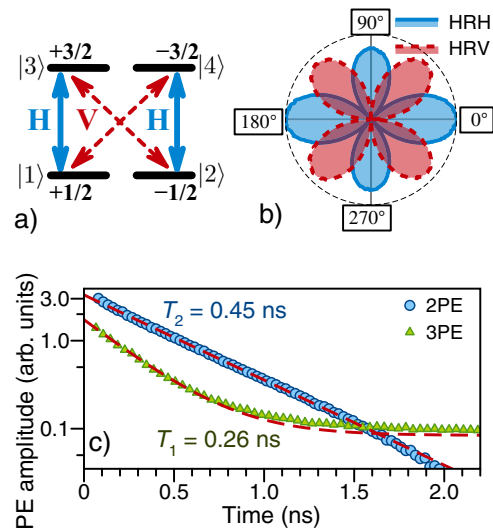 +3/2 −3/2
|3⟩ |4⟩
H V H
|1⟩ |2⟩
+1/2 −1/2
a)
90°
HRH
HRV
180° 0°
270°
b)
PE amplitude (arb. units)
3.0
1.0
0.1
T2 = 0.45 ns
2PE
3PE
T1 = 0.26 ns
c)
0 0.5 1.0 1.5 2.0
Time (ns)